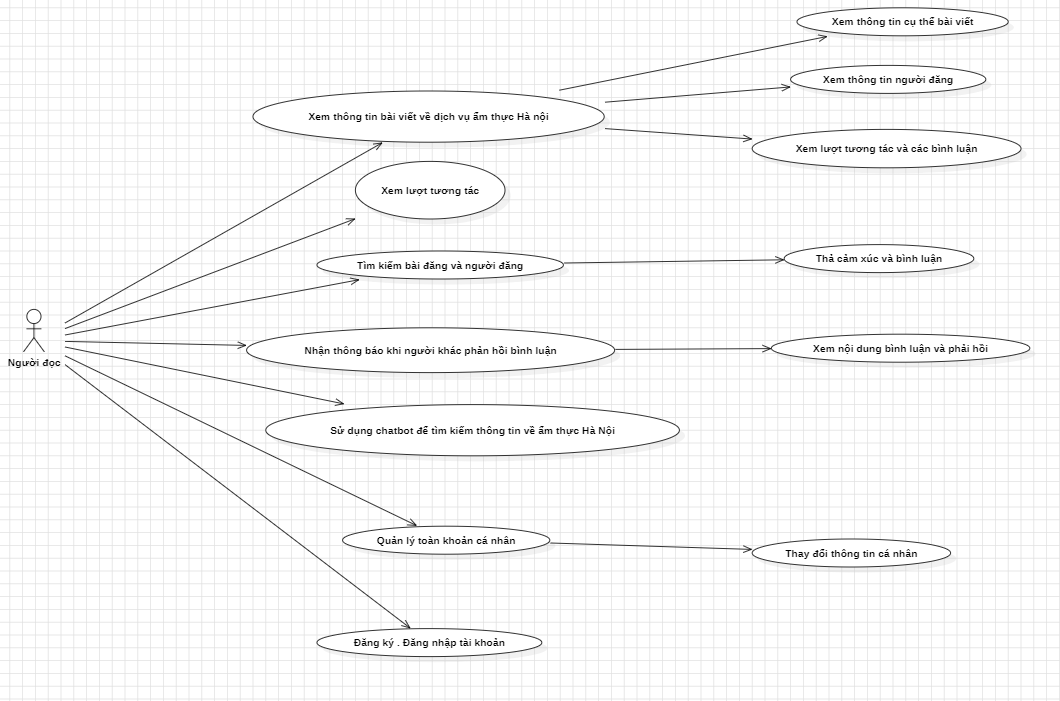 Xem thông tin cụ thể bài viết
Xem thông tin người đăng
Xem thông tin bài viết về dịch vụ ẩm thực Hà nội
Xem lượt tương tác và các bình luận
Xem lượt tương tác
Tìm kiếm bài đăng và người đăng
Thả cảm xúc và bình luận
Nhận thông báo khi người khác phản hồi bình luận
Xem nội dung bình luận và phải hồi
Người đọc
Sử dụng chatbot để tìm kiếm thông tin về ẩm thực Hà Nội
Quản lý toàn khoản cá nhân
Thay đổi thông tin cá nhân
Đăng ký . Đăng nhập tài khoản